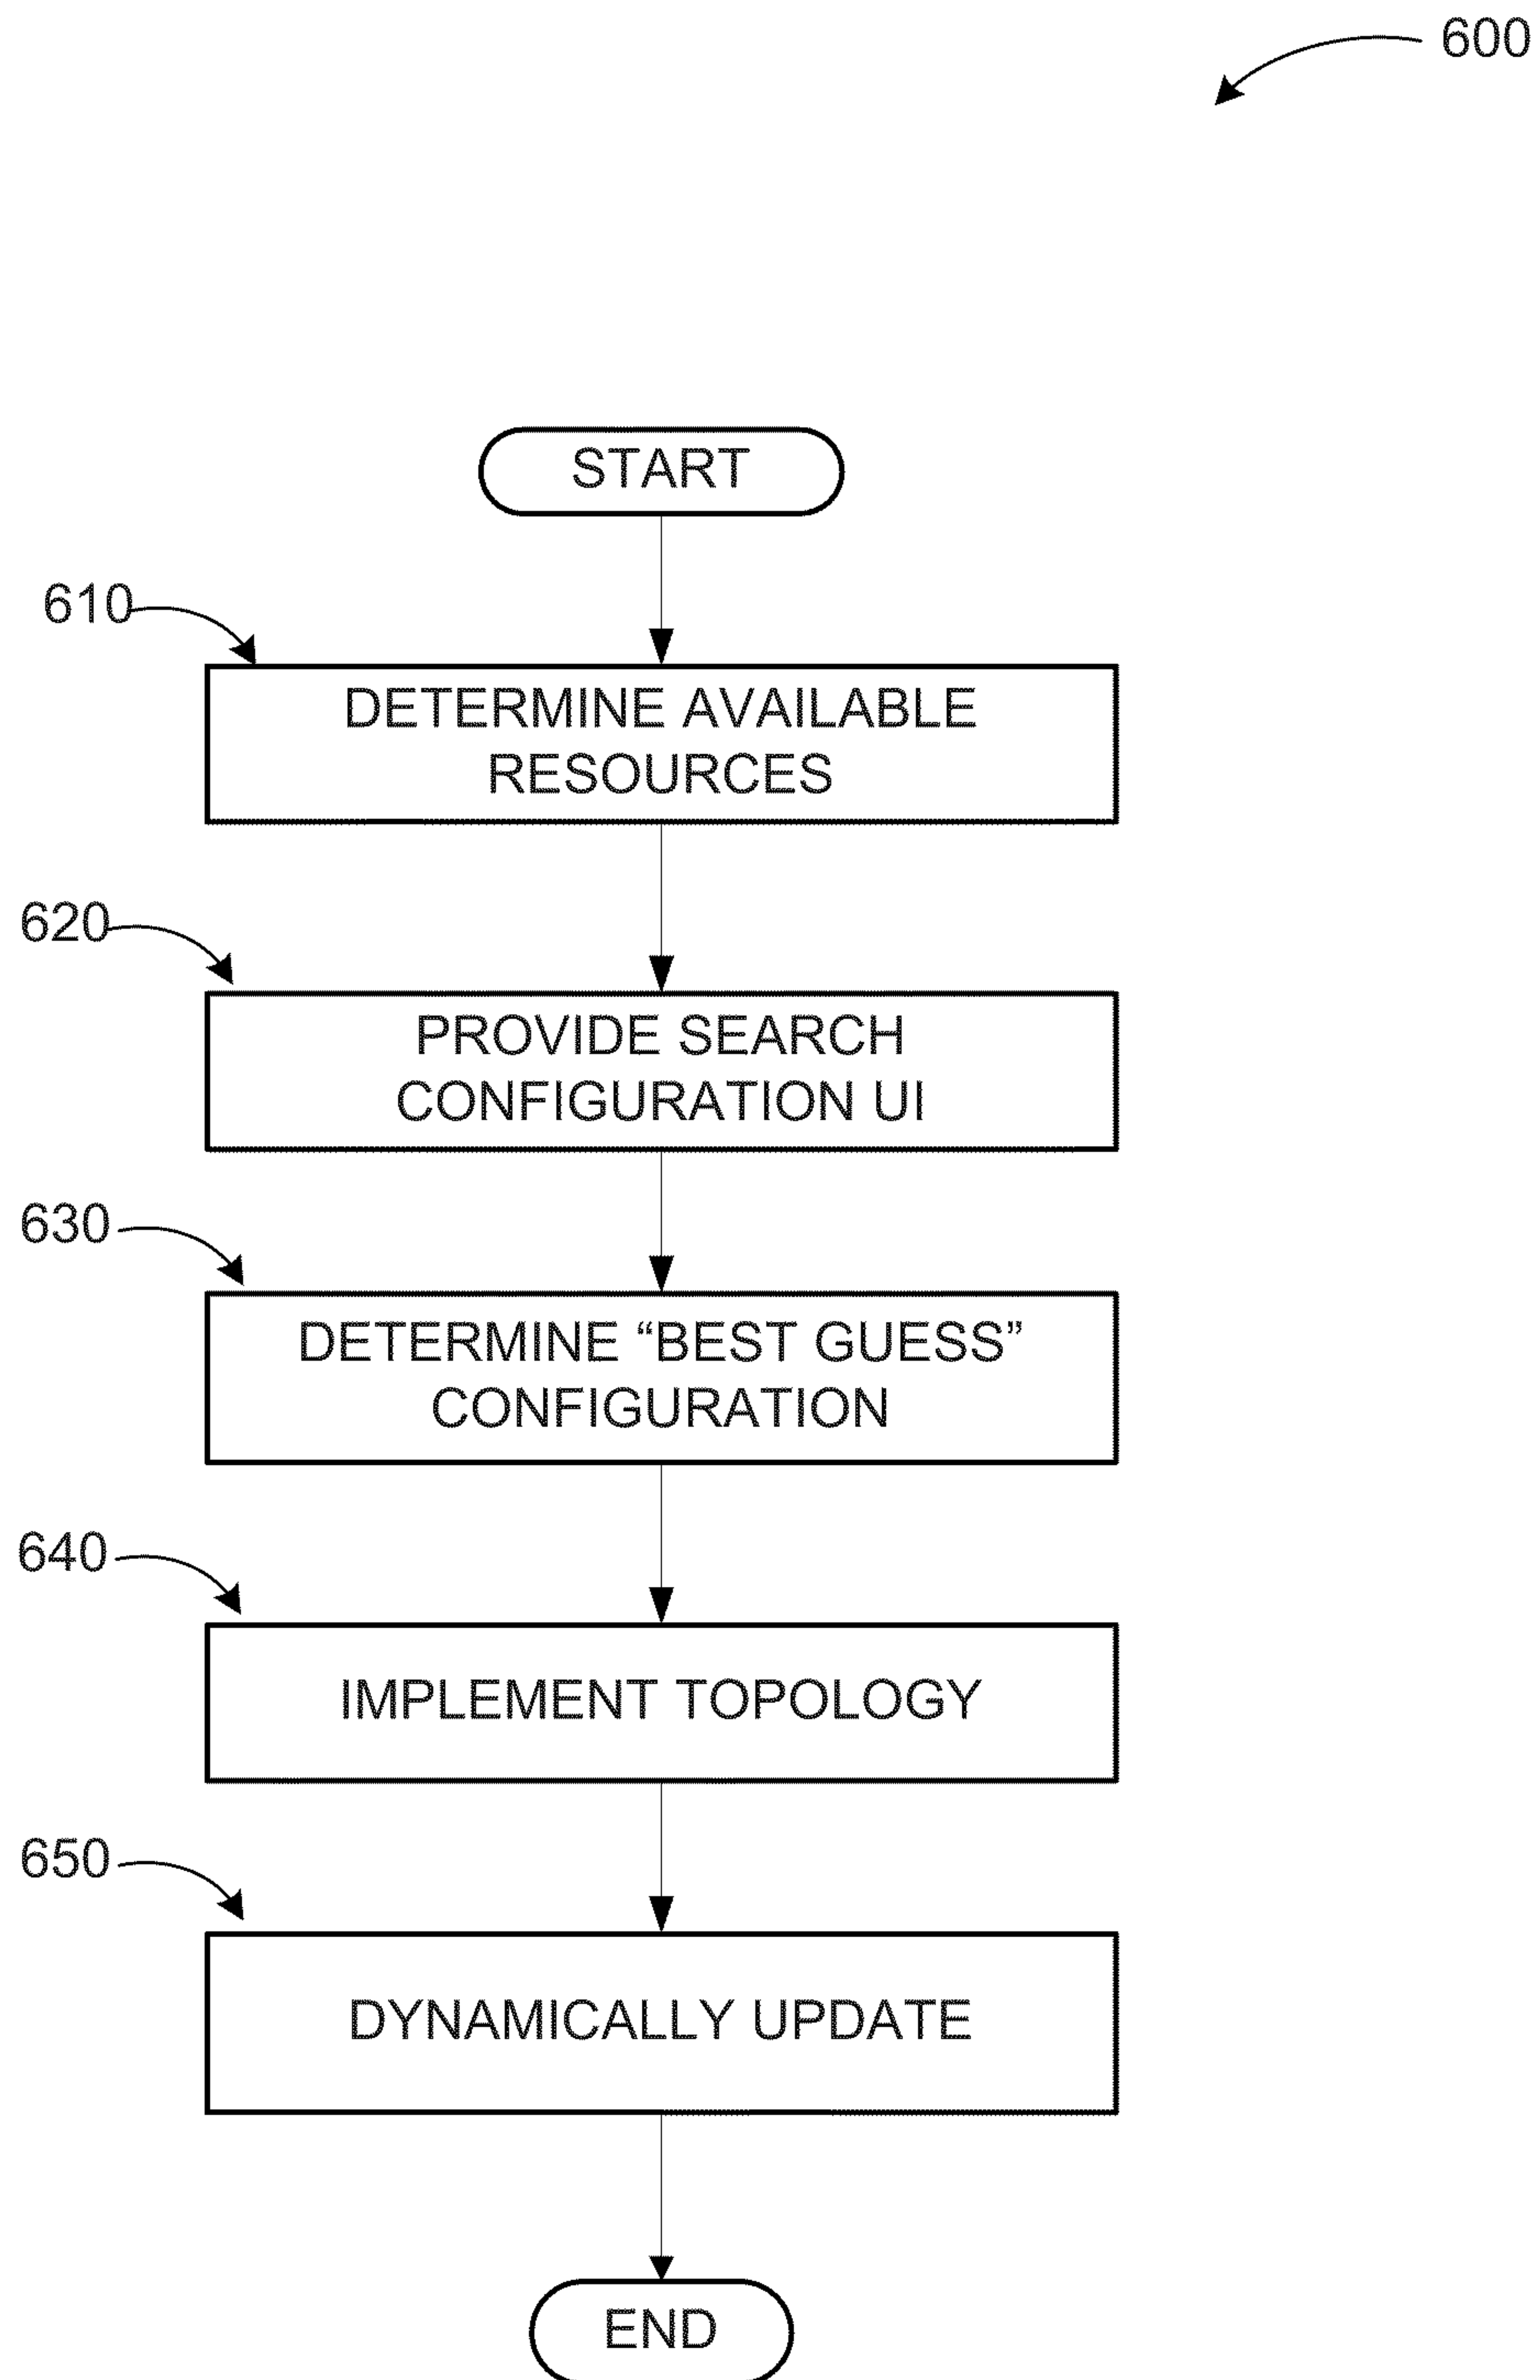 600
START
610
DETERMINE AVAILABLE
RESOURCES
620
PROVIDE SEARCH
CONFIGURATION UI
630
DETERMINE “BEST GUESS”
CONFIGURATION
640
IMPLEMENT TOPOLOGY
650
DYNAMICALLY UPDATE
END